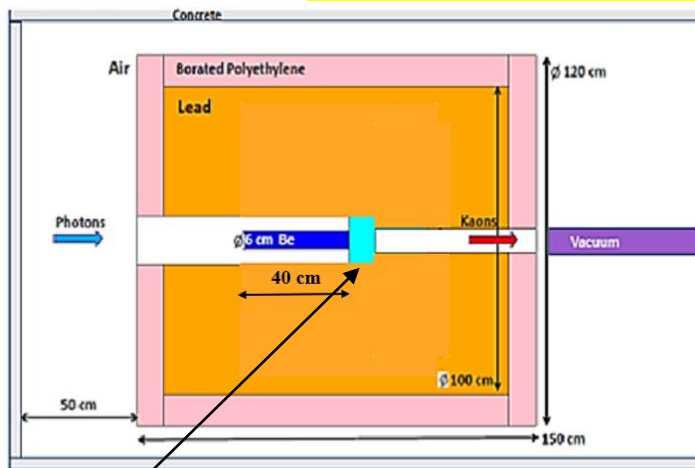 Concrete
Air
Borated Polyethylene
Ø 120 cm
Lead
Photons
Kaons
Ø6 cm Be
Vacuum
40 cm
Ø 100 cm
50 cm
150 cm